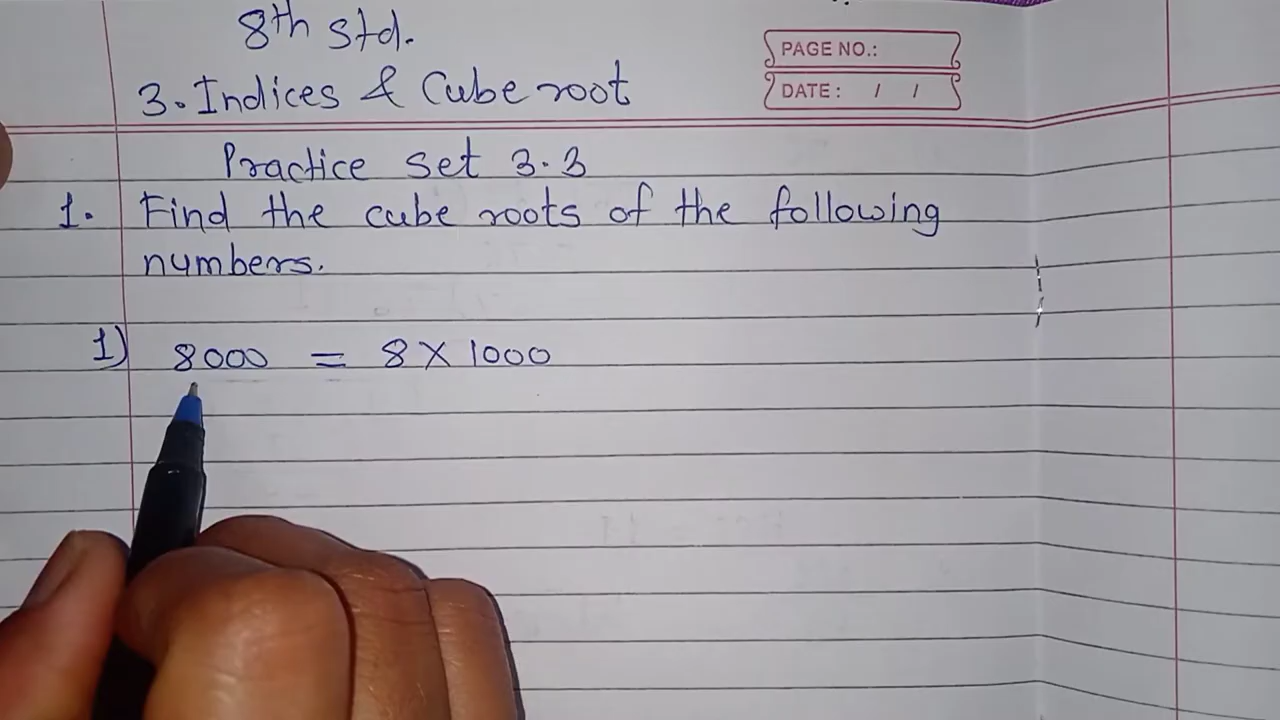 8th Std.
3. Indices & Cube root
PAGE NO.:
DATE: / /
Practice set 3.3
1. Find the cube roots of the following
numbers.
1) 8000 = 8 × 1000